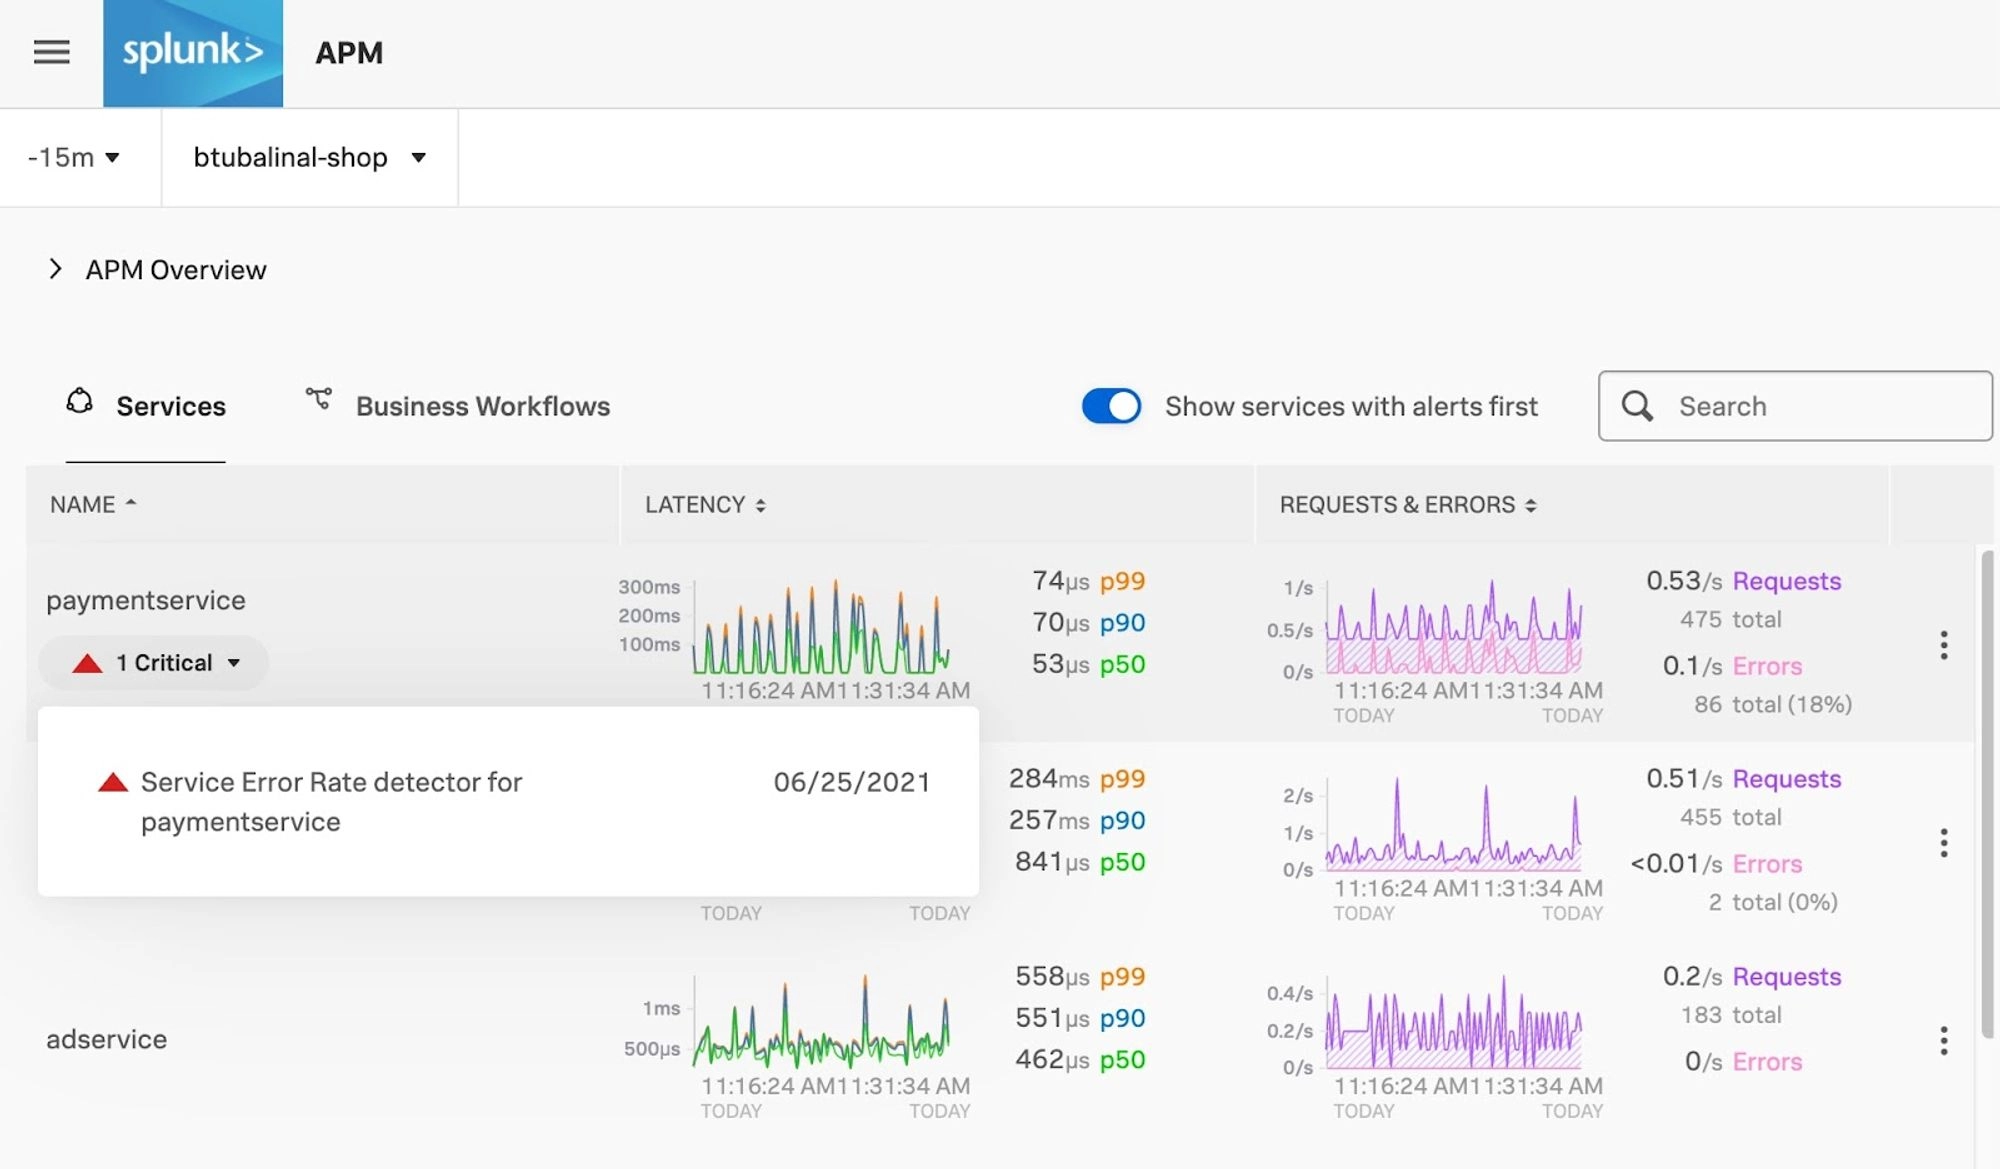 splunk> APM
-15m btubalinal-shop
APM Overview
Services Business Workflows Show services with alerts first Search
NAME LATENCY REQUESTS & ERRORS
paymentservice
1 Critical
300ms
200ms
100ms
11:16:24 AM 11:31:34 AM
74µs p99
70µs p90
53µs p50
1/s
0.5/s
0/s
11:16:24 AM 11:31:34 AM
TODAY TODAY
0.53/s Requests
475 total
0.1/s Errors
86 total (18%)
Service Error Rate detector for
paymentservice
06/25/2021
TODAY TODAY
284ms p99
257ms p90
841µs p50
2/s
1/s
0/s
11:16:24 AM 11:31:34 AM
TODAY TODAY
0.51/s Requests
455 total
<0.01/s Errors
2 total (0%)
adservice
1ms
500µs
11:16:24 AM 11:31:34 AM
TODAY TODAY
558µs p99
551µs p90
462µs p50
0.4/s
0.2/s
0/s
11:16:24 AM 11:31:34 AM
TODAY TODAY
0.2/s Requests
183 total
0/s Errors